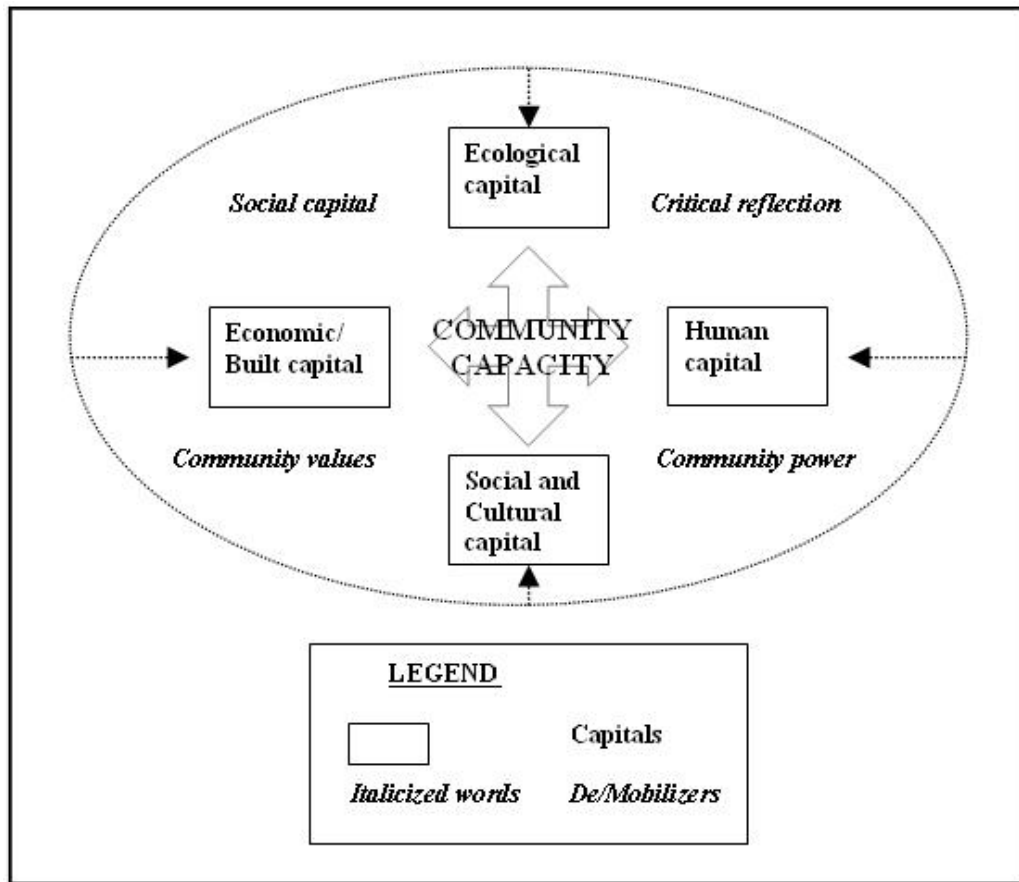 Ecological
capital
Social capital
Critical reflection
Economic/
Built capital
COMMUNITY
CAPACITY
Human
capital
Community values
Community power
Social and
Cultural
capital
LEGEND
Capitals
Italicized words
De/Mobilizers